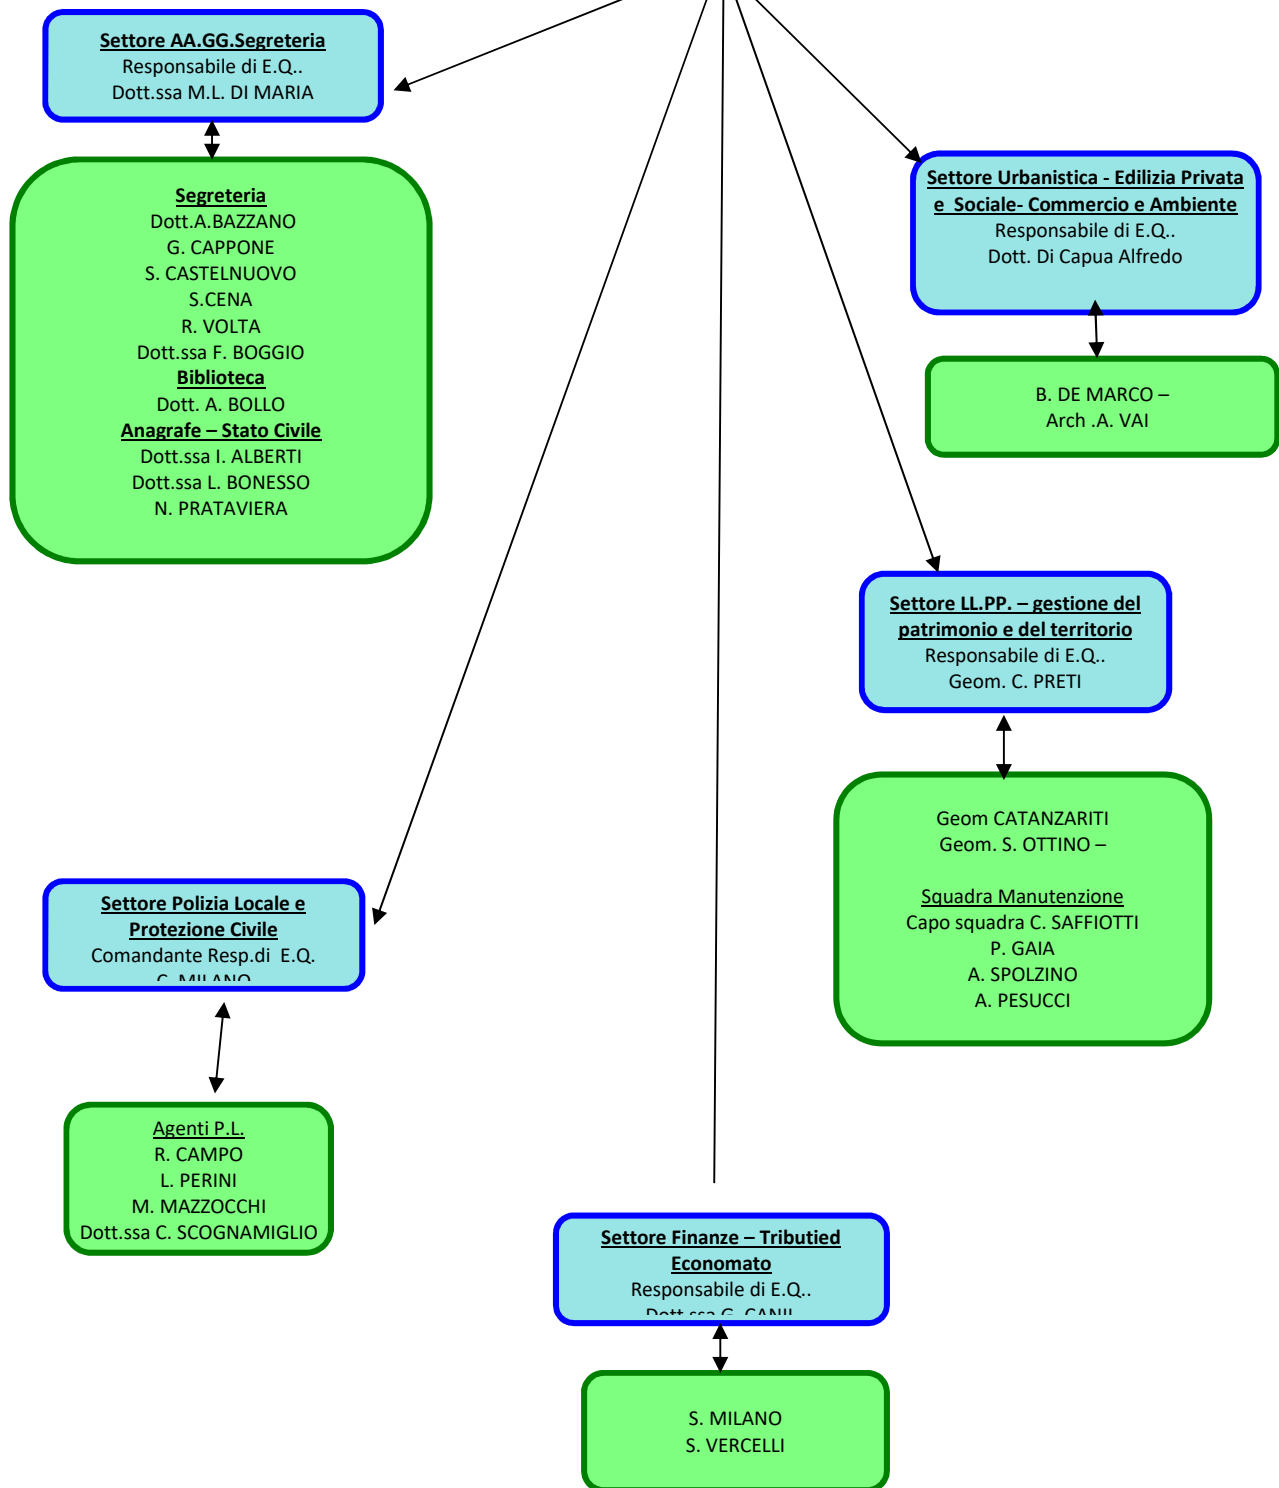 Settore AA.GG.Segreteria
Responsabile di E.Q..
Dott.ssa M.L. DI MARIA
Segreteria
Dott.A.BAZZANO
G. CAPPONE
S. CASTELNUOVO
S.CENA
R. VOLTA
Dott.ssa F. BOGGIO
Biblioteca
Dott. A. BOLLO
Anagrafe – Stato Civile
Dott.ssa I. ALBERTI
Dott.ssa L. BONESSO
N. PRATAVIERA
Settore Urbanistica - Edilizia Privata
e Sociale- Commercio e Ambiente
Responsabile di E.Q..
Dott. Di Capua Alfredo
B. DE MARCO –
Arch .A. VAI
Settore LL.PP. – gestione del
patrimonio e del territorio
Responsabile di E.Q..
Geom. C. PRETI
Geom CATANZARITI
Geom. S. OTTINO –
Squadra Manutenzione
Capo squadra C. SAFFIOTTI
P. GAIA
A. SPOLZINO
A. PESUCCI
Settore Polizia Locale e
Protezione Civile
Comandante Resp.di E.Q.
MILANO
Agenti P.L.
R. CAMPO
L. PERINI
M. MAZZOCCHI
Dott.ssa C. SCOGNAMIGLIO
Settore Finanze – Tributied
Economato
Responsabile di E.Q..
Dott.ssa
S. MILANO
S. VERCELLI